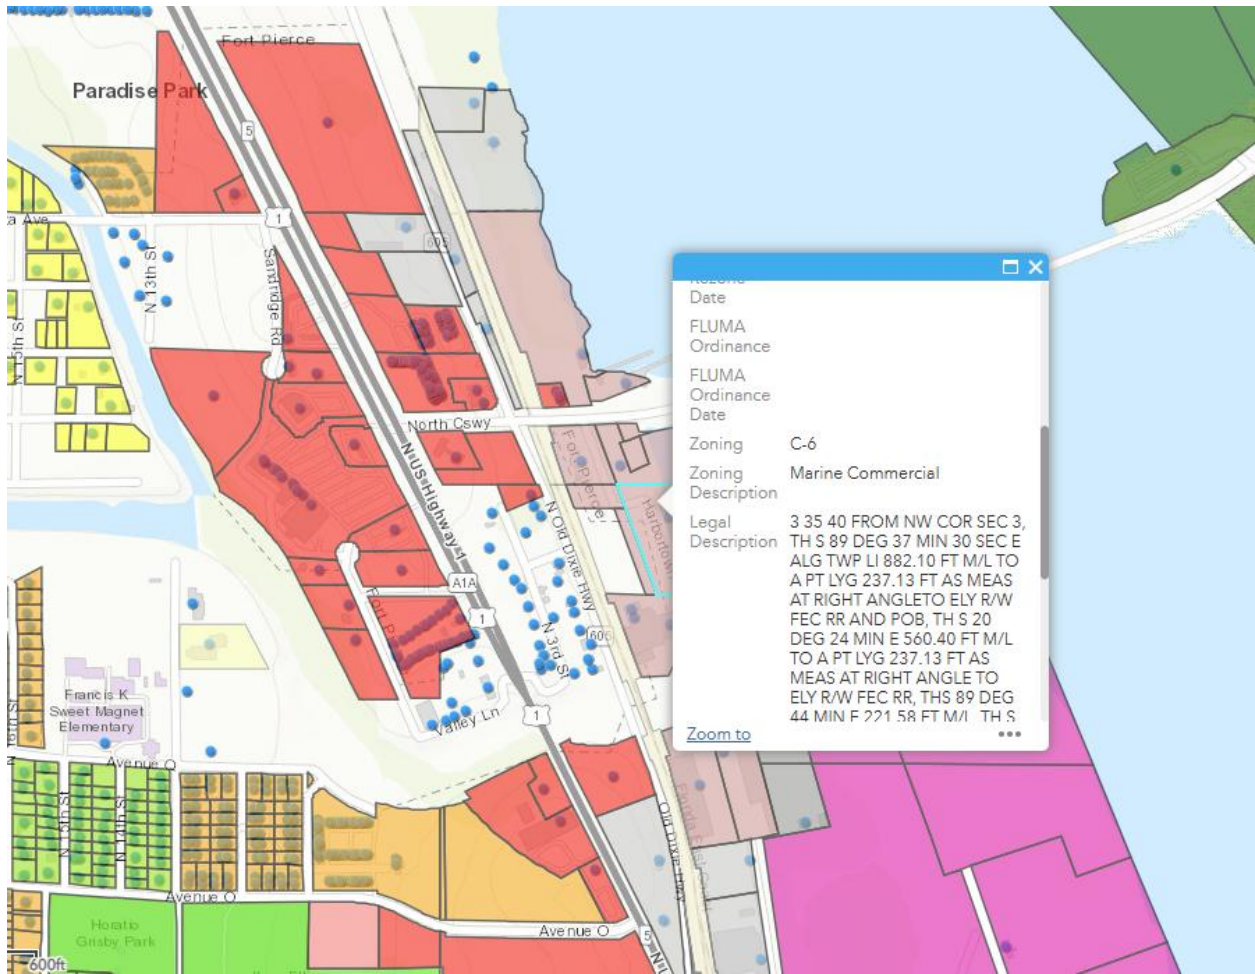 Fort Pierce
Paradise Park
5
1
Ave
605
N 13th St
Sandridge Rd
N 15th St
North Cswy
N US Highway 1
Fort Pierce
N Old Dixie Hwy
Harbortown
A1A
1
Fort P
N 3rd St
605
Francis K
Sweet Magnet
Elementary
Valley Ln
1
N 16th St
Avenue Q
N 15th St
N 14th St
Old Dixie Hwy
Florida East Coast
Avenue O
Horatio
Grisby Park
Avenue O
5
600ft
Rezone
Date
FLUMA
Ordinance
FLUMA
Ordinance
Date
Zoning C-6
Zoning Marine Commercial
Description
Legal 3 35 40 FROM NW COR SEC 3,
Description TH S 89 DEG 37 MIN 30 SEC E
ALG TWP LI 882.10 FT M/L TO
A PT LYG 237.13 FT AS MEAS
AT RIGHT ANGLETO ELY R/W
FEC RR AND POB, TH S 20
DEG 24 MIN E 560.40 FT M/L
TO A PT LYG 237.13 FT AS
MEAS AT RIGHT ANGLE TO
ELY R/W FEC RR, THS 89 DEG
44 MIN E 221.58 FT M/L, TH S
Zoom to